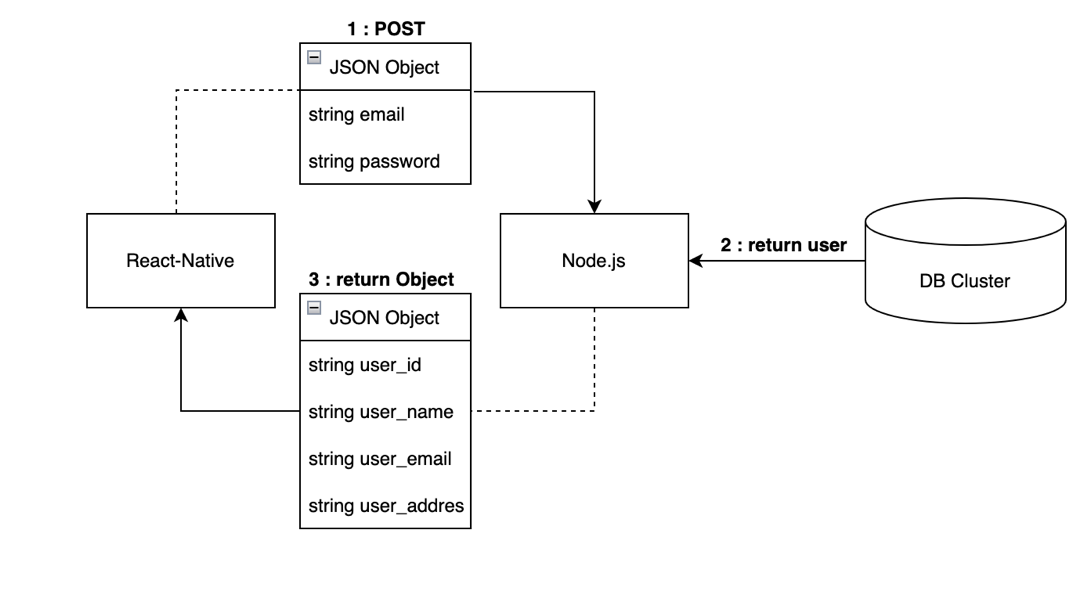 1 : POST
JSON Object
string email
string password
React-Native
Node.js
2 : return user
DB Cluster
3 : return Object
JSON Object
string user_id
string user_name
string user_email
string user_addres